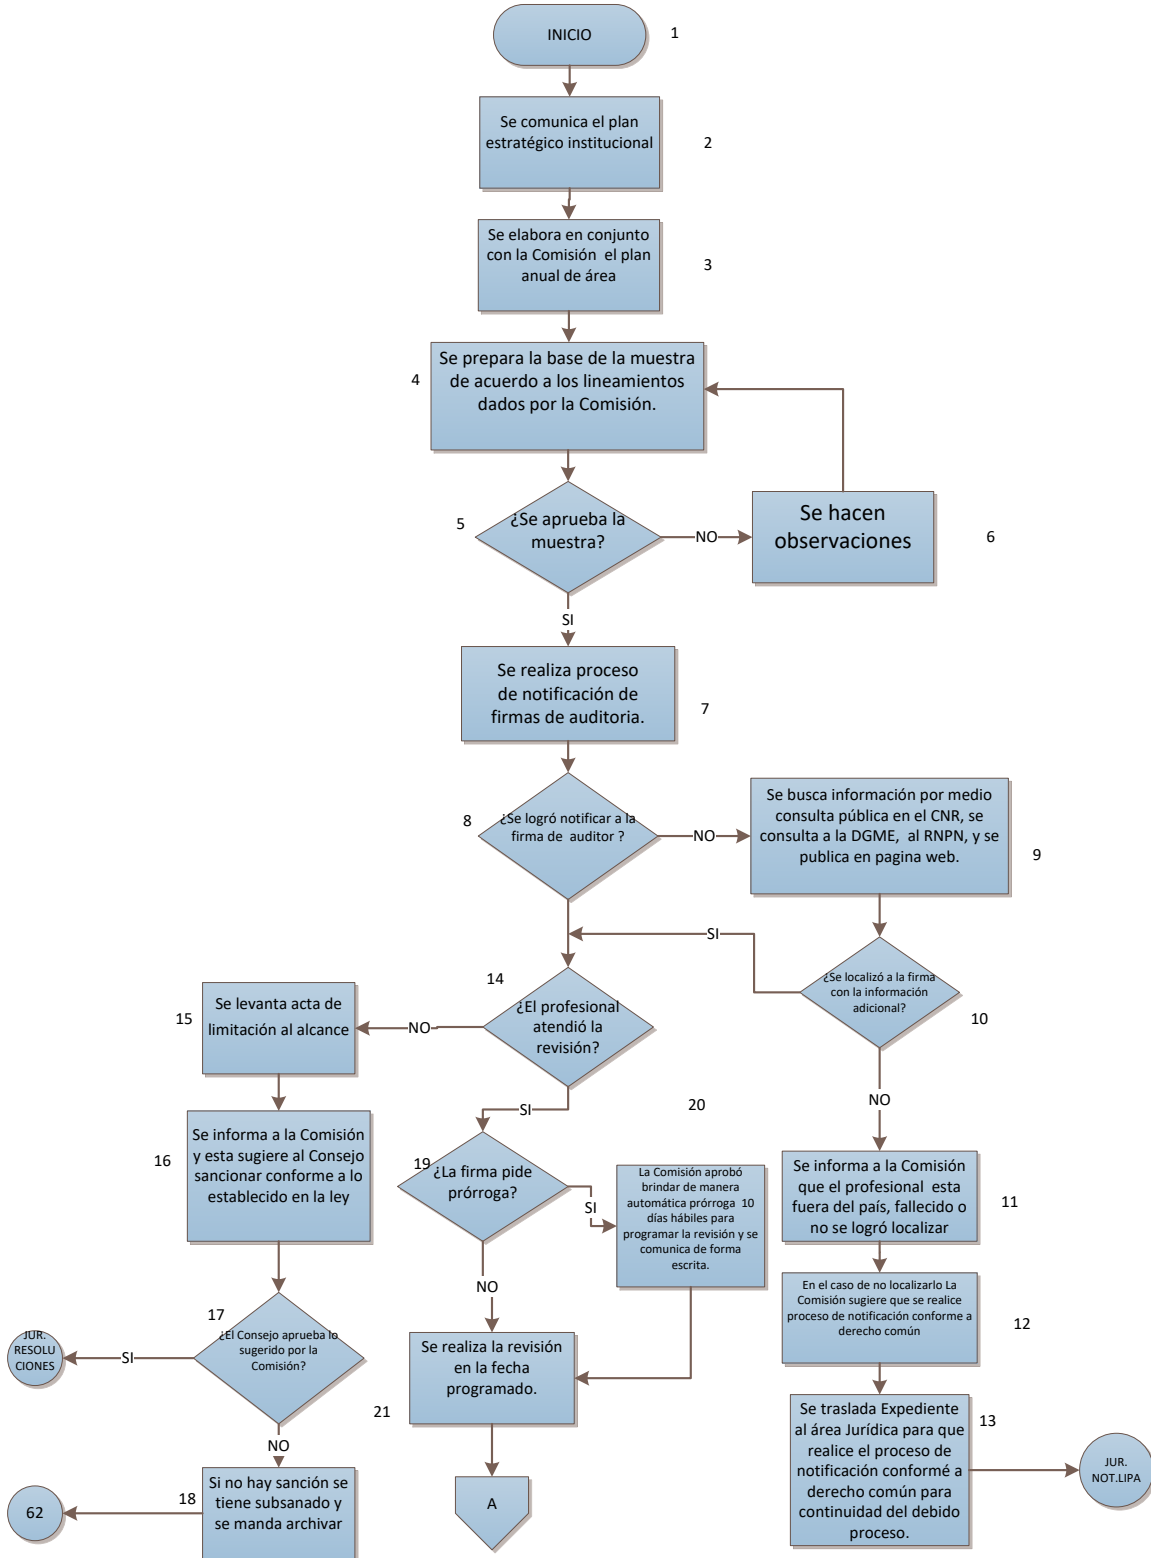 INICIO
1
Se comunica el plan
estratégico institucional
2
Se elabora en conjunto
con la Comisión el plan
anual de área
3
Se prepara la base de la muestra
de acuerdo a los lineamientos
dados por la Comisión.
4
¿Se aprueba la
muestra?
5
NO
Se hacen
observaciones
6
SI
Se realiza proceso
de notificación de
firmas de auditoria.
7
8
¿Se logró notificar a la
firma de auditor ?
NO
Se busca información por medio
consulta pública en el CNR, se
consulta a la DGME, al RNPN, y se
publica en pagina web.
9
SI
¿Se localizó a la firma
con la información
adicional?
10
14
¿El profesional
atendió la
revisión?
NO
15
Se levanta acta de
limitación al alcance
16
Se informa a la Comisión
y esta sugiere al Consejo
sancionar conforme a lo
establecido en la ley
SI
19
¿La firma pide
prórroga?
SI
20
La Comisión aprobó
brindar de manera
automática prórroga 10
días hábiles para
programar la revisión y se
comunica de forma
escrita.
NO
Se informa a la Comisión
que el profesional esta
fuera del país, fallecido o
no se logró localizar
11
En el caso de no localizarlo La
Comisión sugiere que se realice
proceso de notificación conforme a
derecho común
12
17
¿El Consejo aprueba lo
sugerido por la
Comisión?
SI
JUR.
RESOLU
CIONES
NO
Se realiza la revisión
en la fecha
programado.
21
Se traslada Expediente
al área Jurídica para que
realice el proceso de
notificación conformé a
derecho común para
continuidad del debido
proceso.
13
JUR.
NOT.LIPA
NO
18
Si no hay sanción se
tiene subsanado y
se manda archivar
62
A